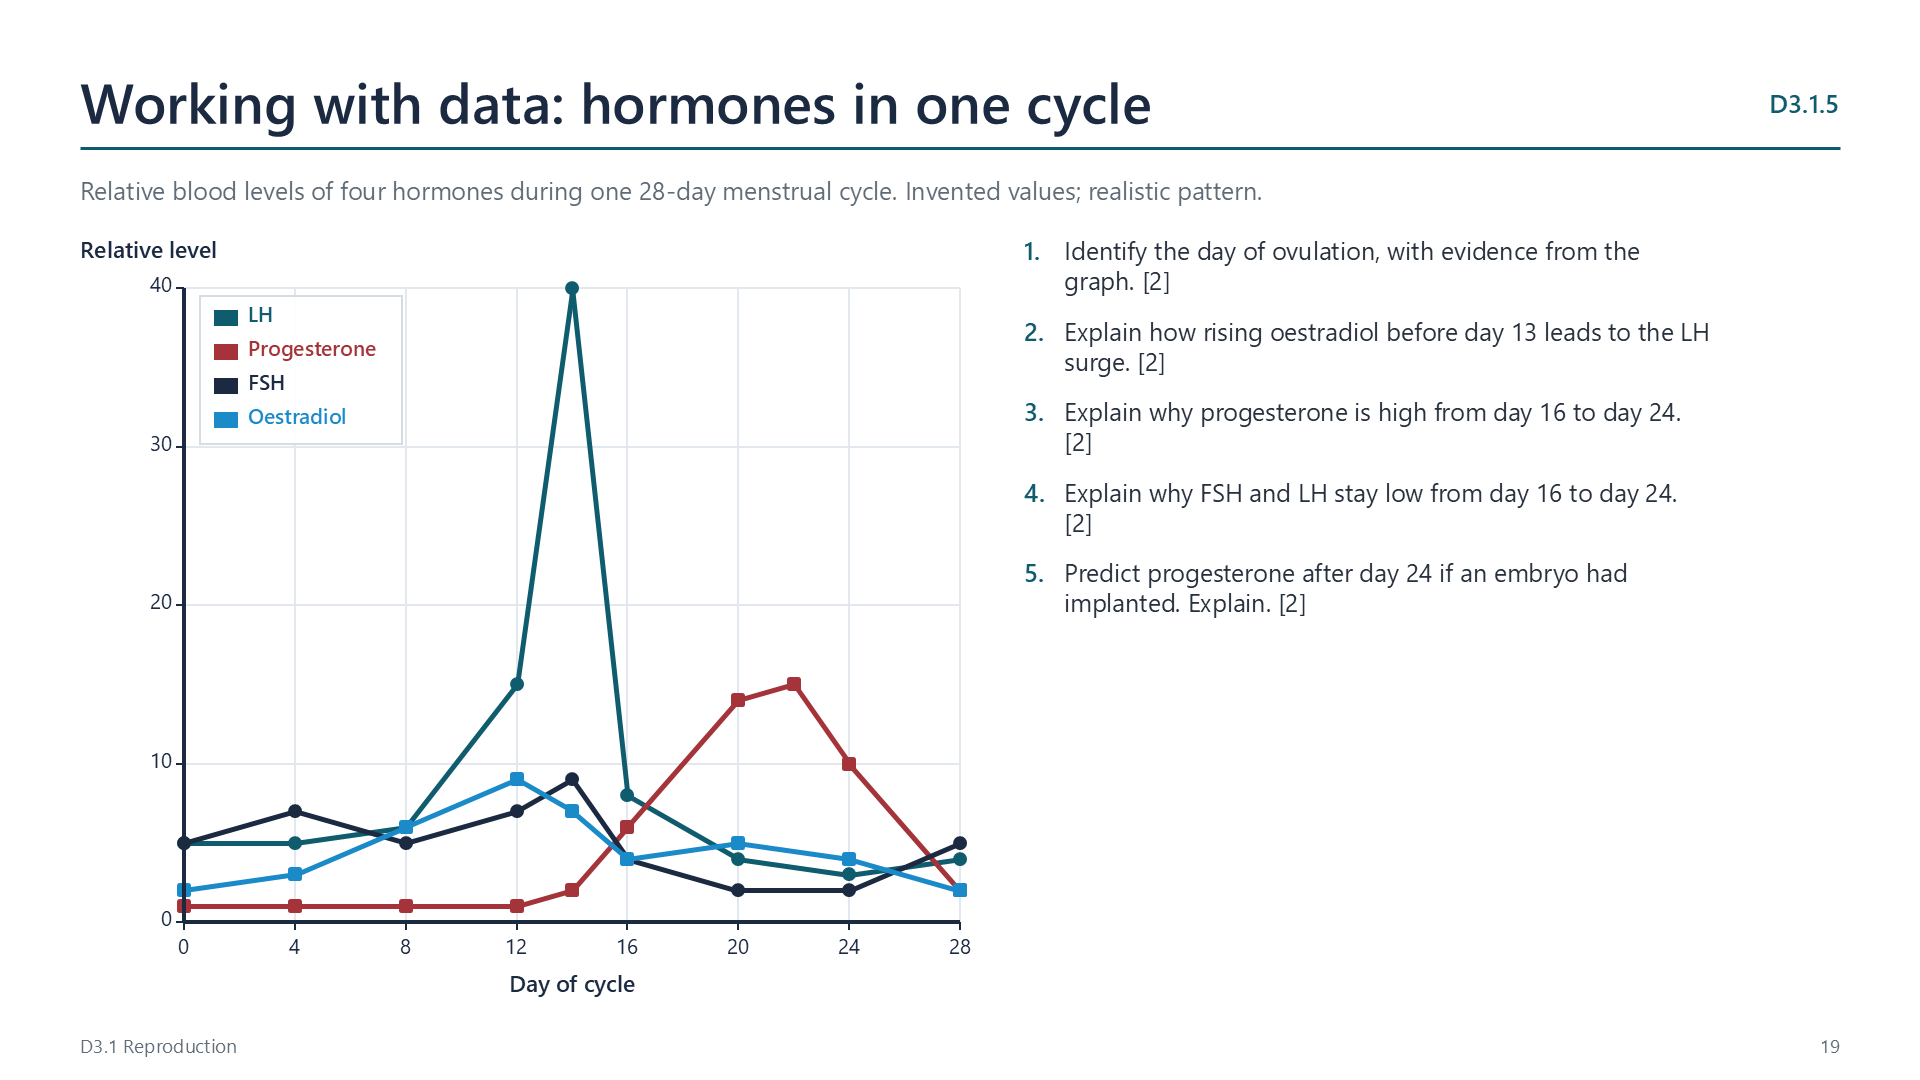 Working with data: hormones in one cycle
D3.1.5
Relative blood levels of four hormones during one 28-day menstrual cycle. Invented values; realistic pattern.
Relative level
40
30
20
10
0
LH
Progesterone
FSH
Oestradiol
0 4 8 12 16 20 24 28
Day of cycle
1. Identify the day of ovulation, with evidence from the
graph. [2]
2. Explain how rising oestradiol before day 13 leads to the LH
surge. [2]
3. Explain why progesterone is high from day 16 to day 24.
[2]
4. Explain why FSH and LH stay low from day 16 to day 24.
[2]
5. Predict progesterone after day 24 if an embryo had
implanted. Explain. [2]
D3.1 Reproduction
19